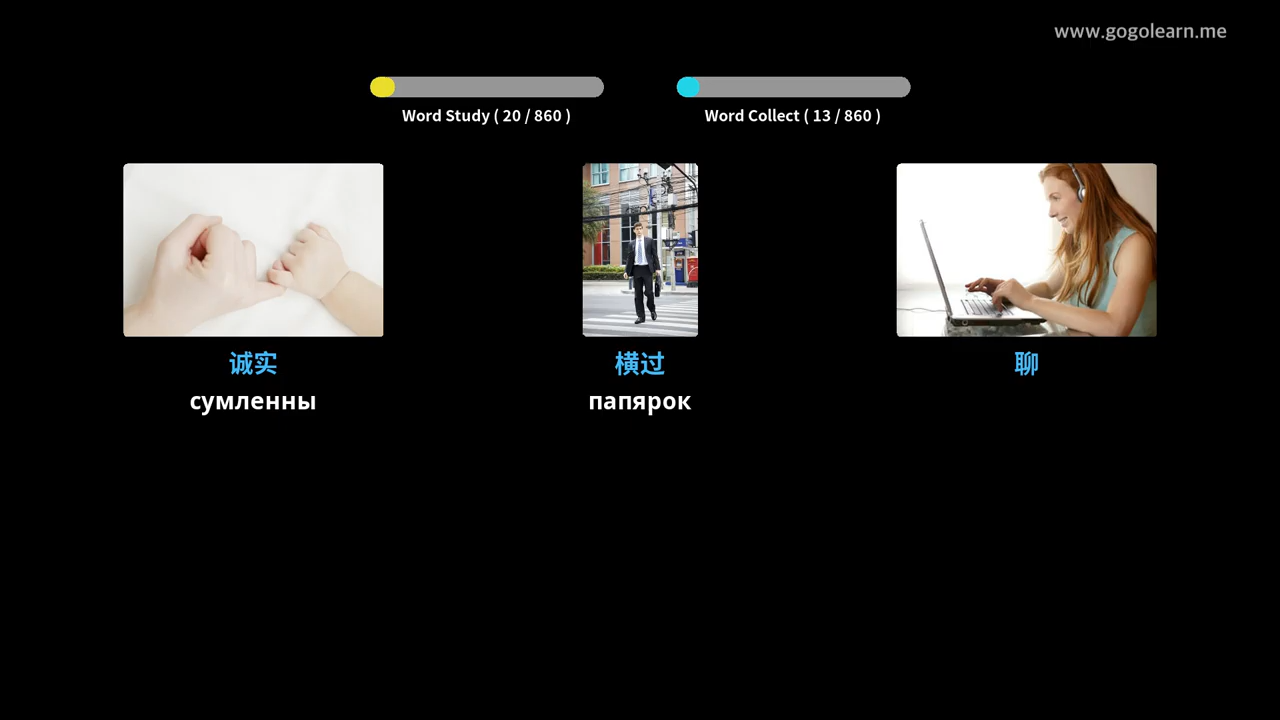 www.gogolearn.me
Word Study ( 20 / 860 )
Word Collect ( 13 / 860 )
诚实
横过
聊
сумленны
папярок